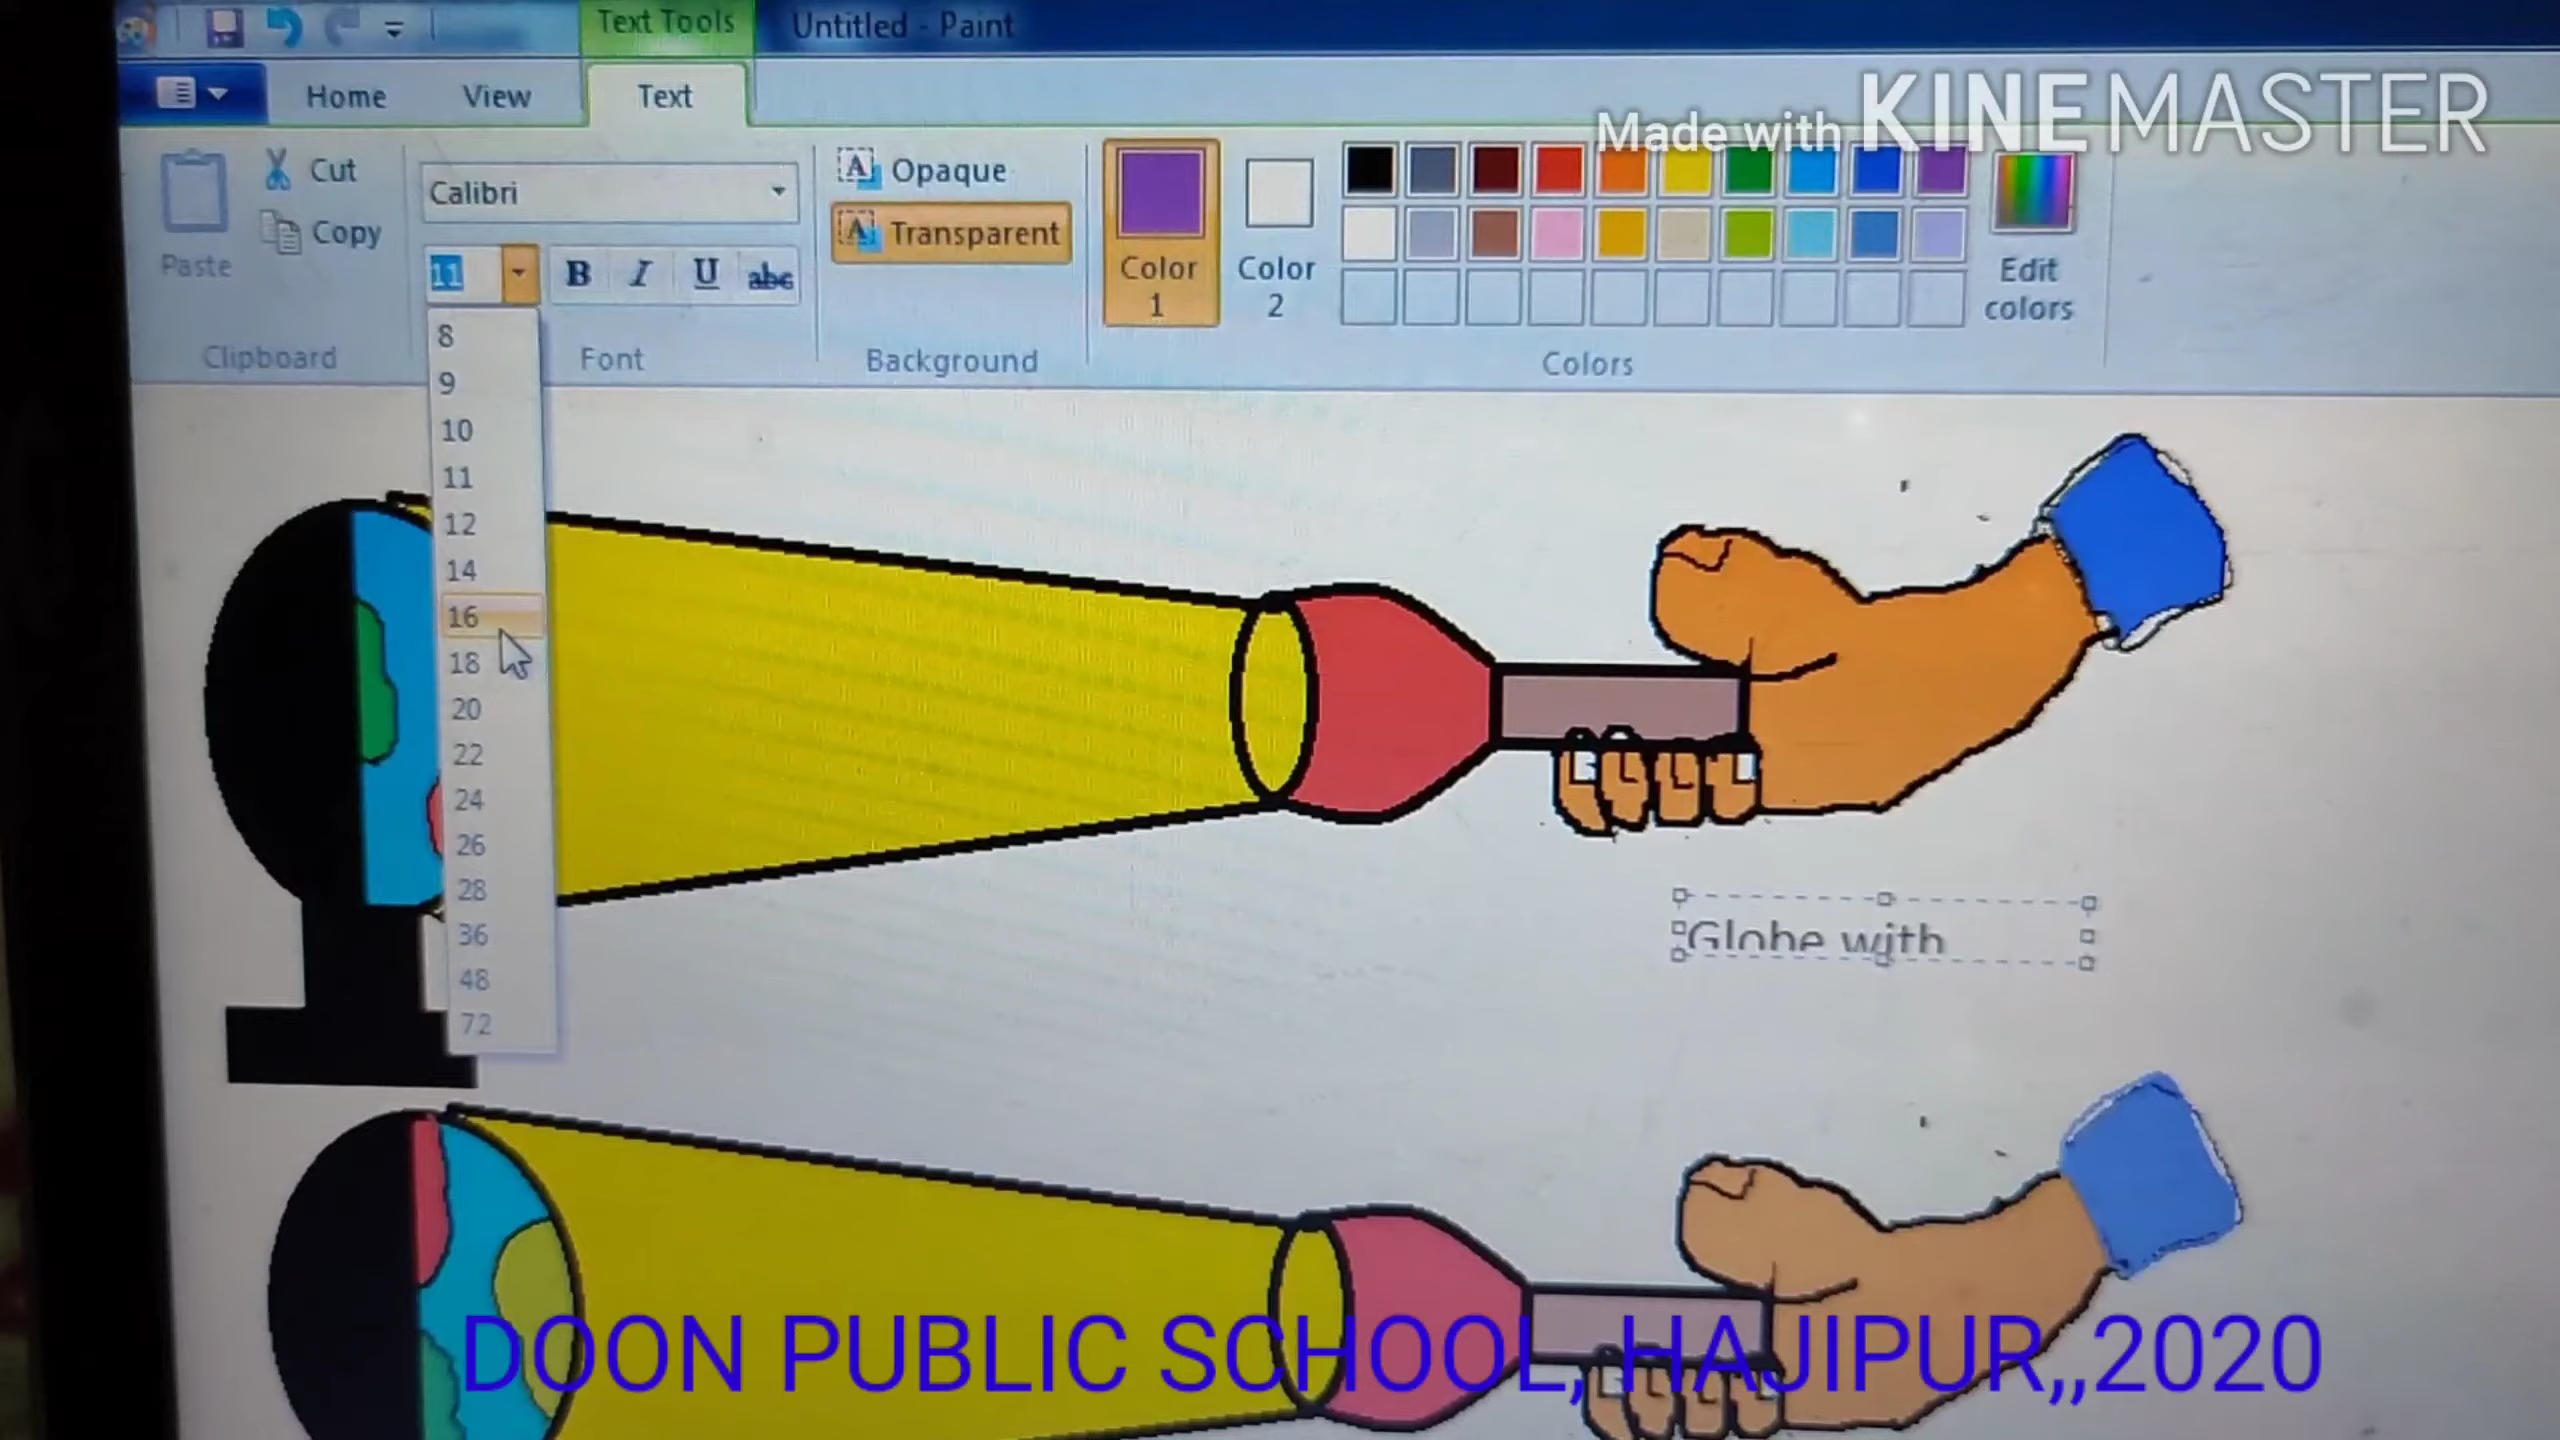 Text Tools
Untitled - Paint
Home
View
Text
Made with KINEMASTER
Paste
Cut
Copy
Clipboard
Calibri
11
B I U abc
Font
Opaque
Transparent
Background
Color
1
Color
2
Edit
colors
Colors
8
9
10
11
12
14
16
18
20
22
24
26
28
36
48
72
Globe with
DOON PUBLIC SCHOOL, HAJIPUR,,2020